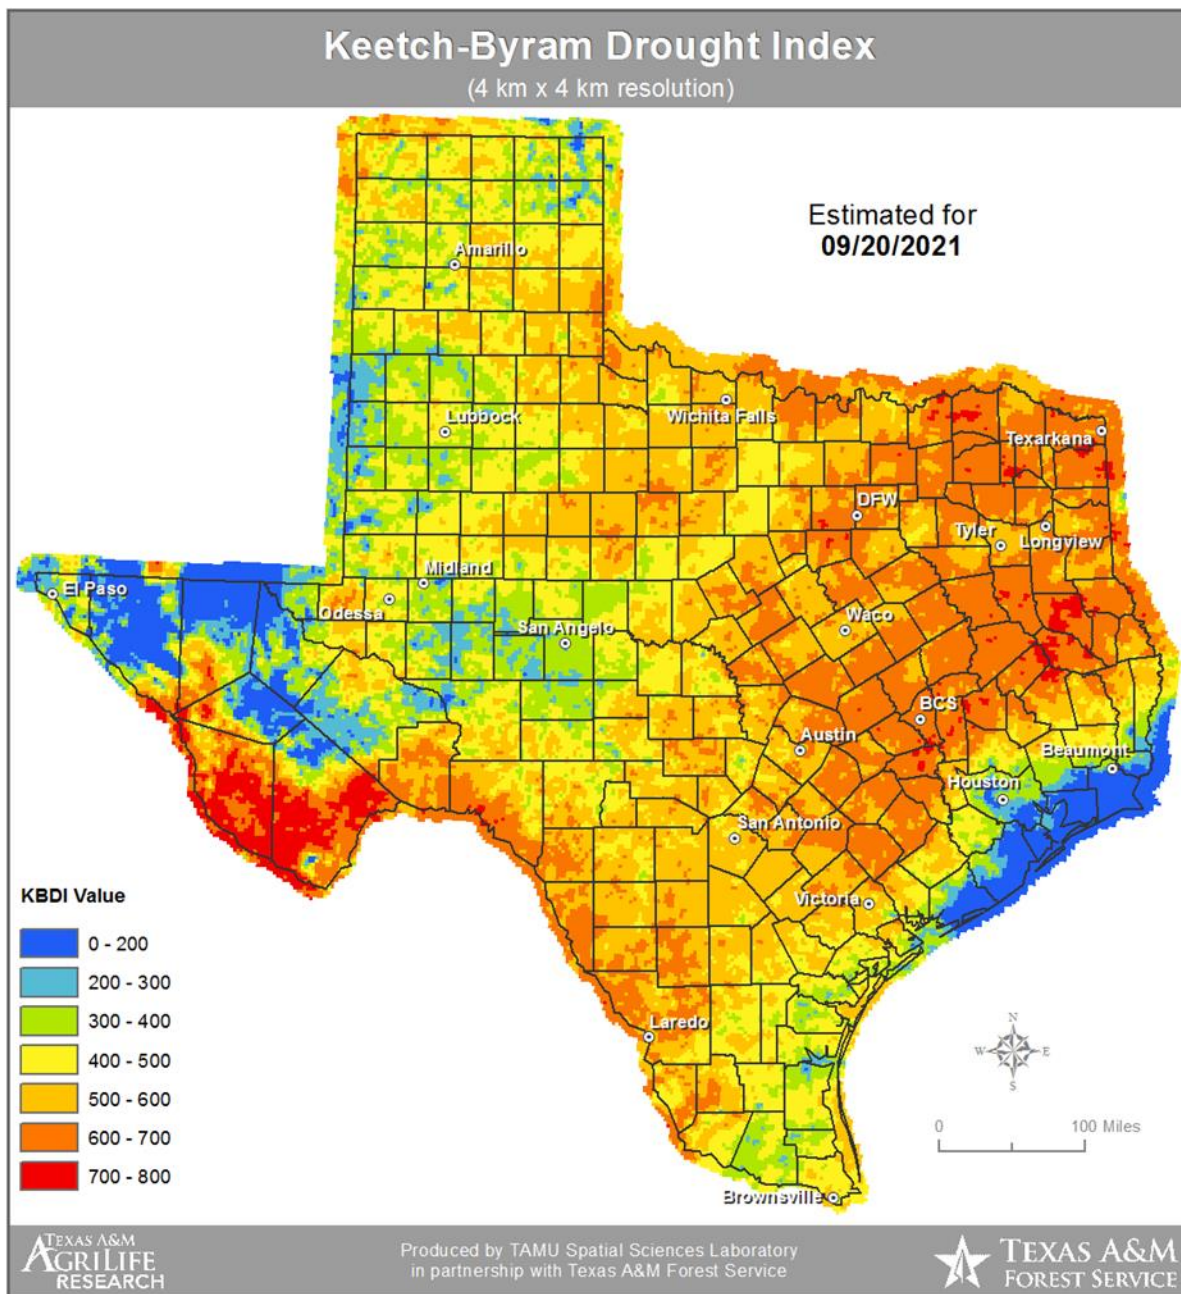 Keetch-Byram Drought Index
(4 km x 4 km resolution)
Estimated for
09/20/2021
Amarillo
Lubbock
Wichita Falls
Texarkana
DFW
Tyler
Longview
Midland
El Paso
Odessa
San Angelo
Waco
BCS
Austin
Beaumont
Houston
San Antonio
Victoria
Laredo
Brownsville
KBDI Value
0 - 200
200 - 300
300 - 400
400 - 500
500 - 600
600 - 700
700 - 800
N
W E
S
0 100 Miles
TEXAS A&M
AGRILIFE
RESEARCH
Produced by TAMU Spatial Sciences Laboratory
in partnership with Texas A&M Forest Service
TEXAS A&M
FOREST SERVICE